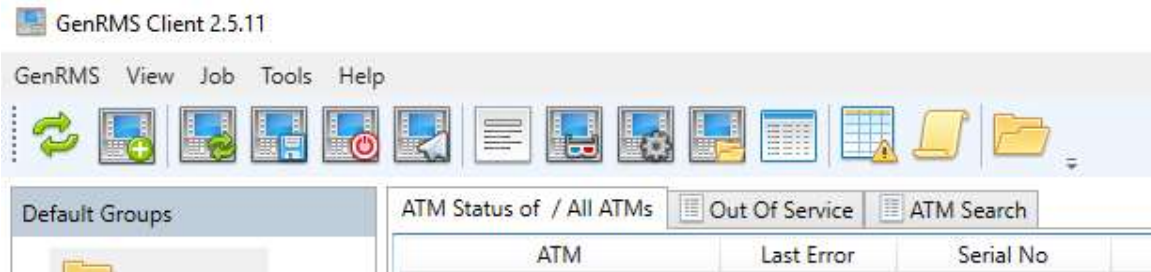 GenRMS Client 2.5.11
GenRMS View Job Tools Help
Default Groups
ATM Status of / All ATMs Out Of Service ATM Search
ATM Last Error Serial No